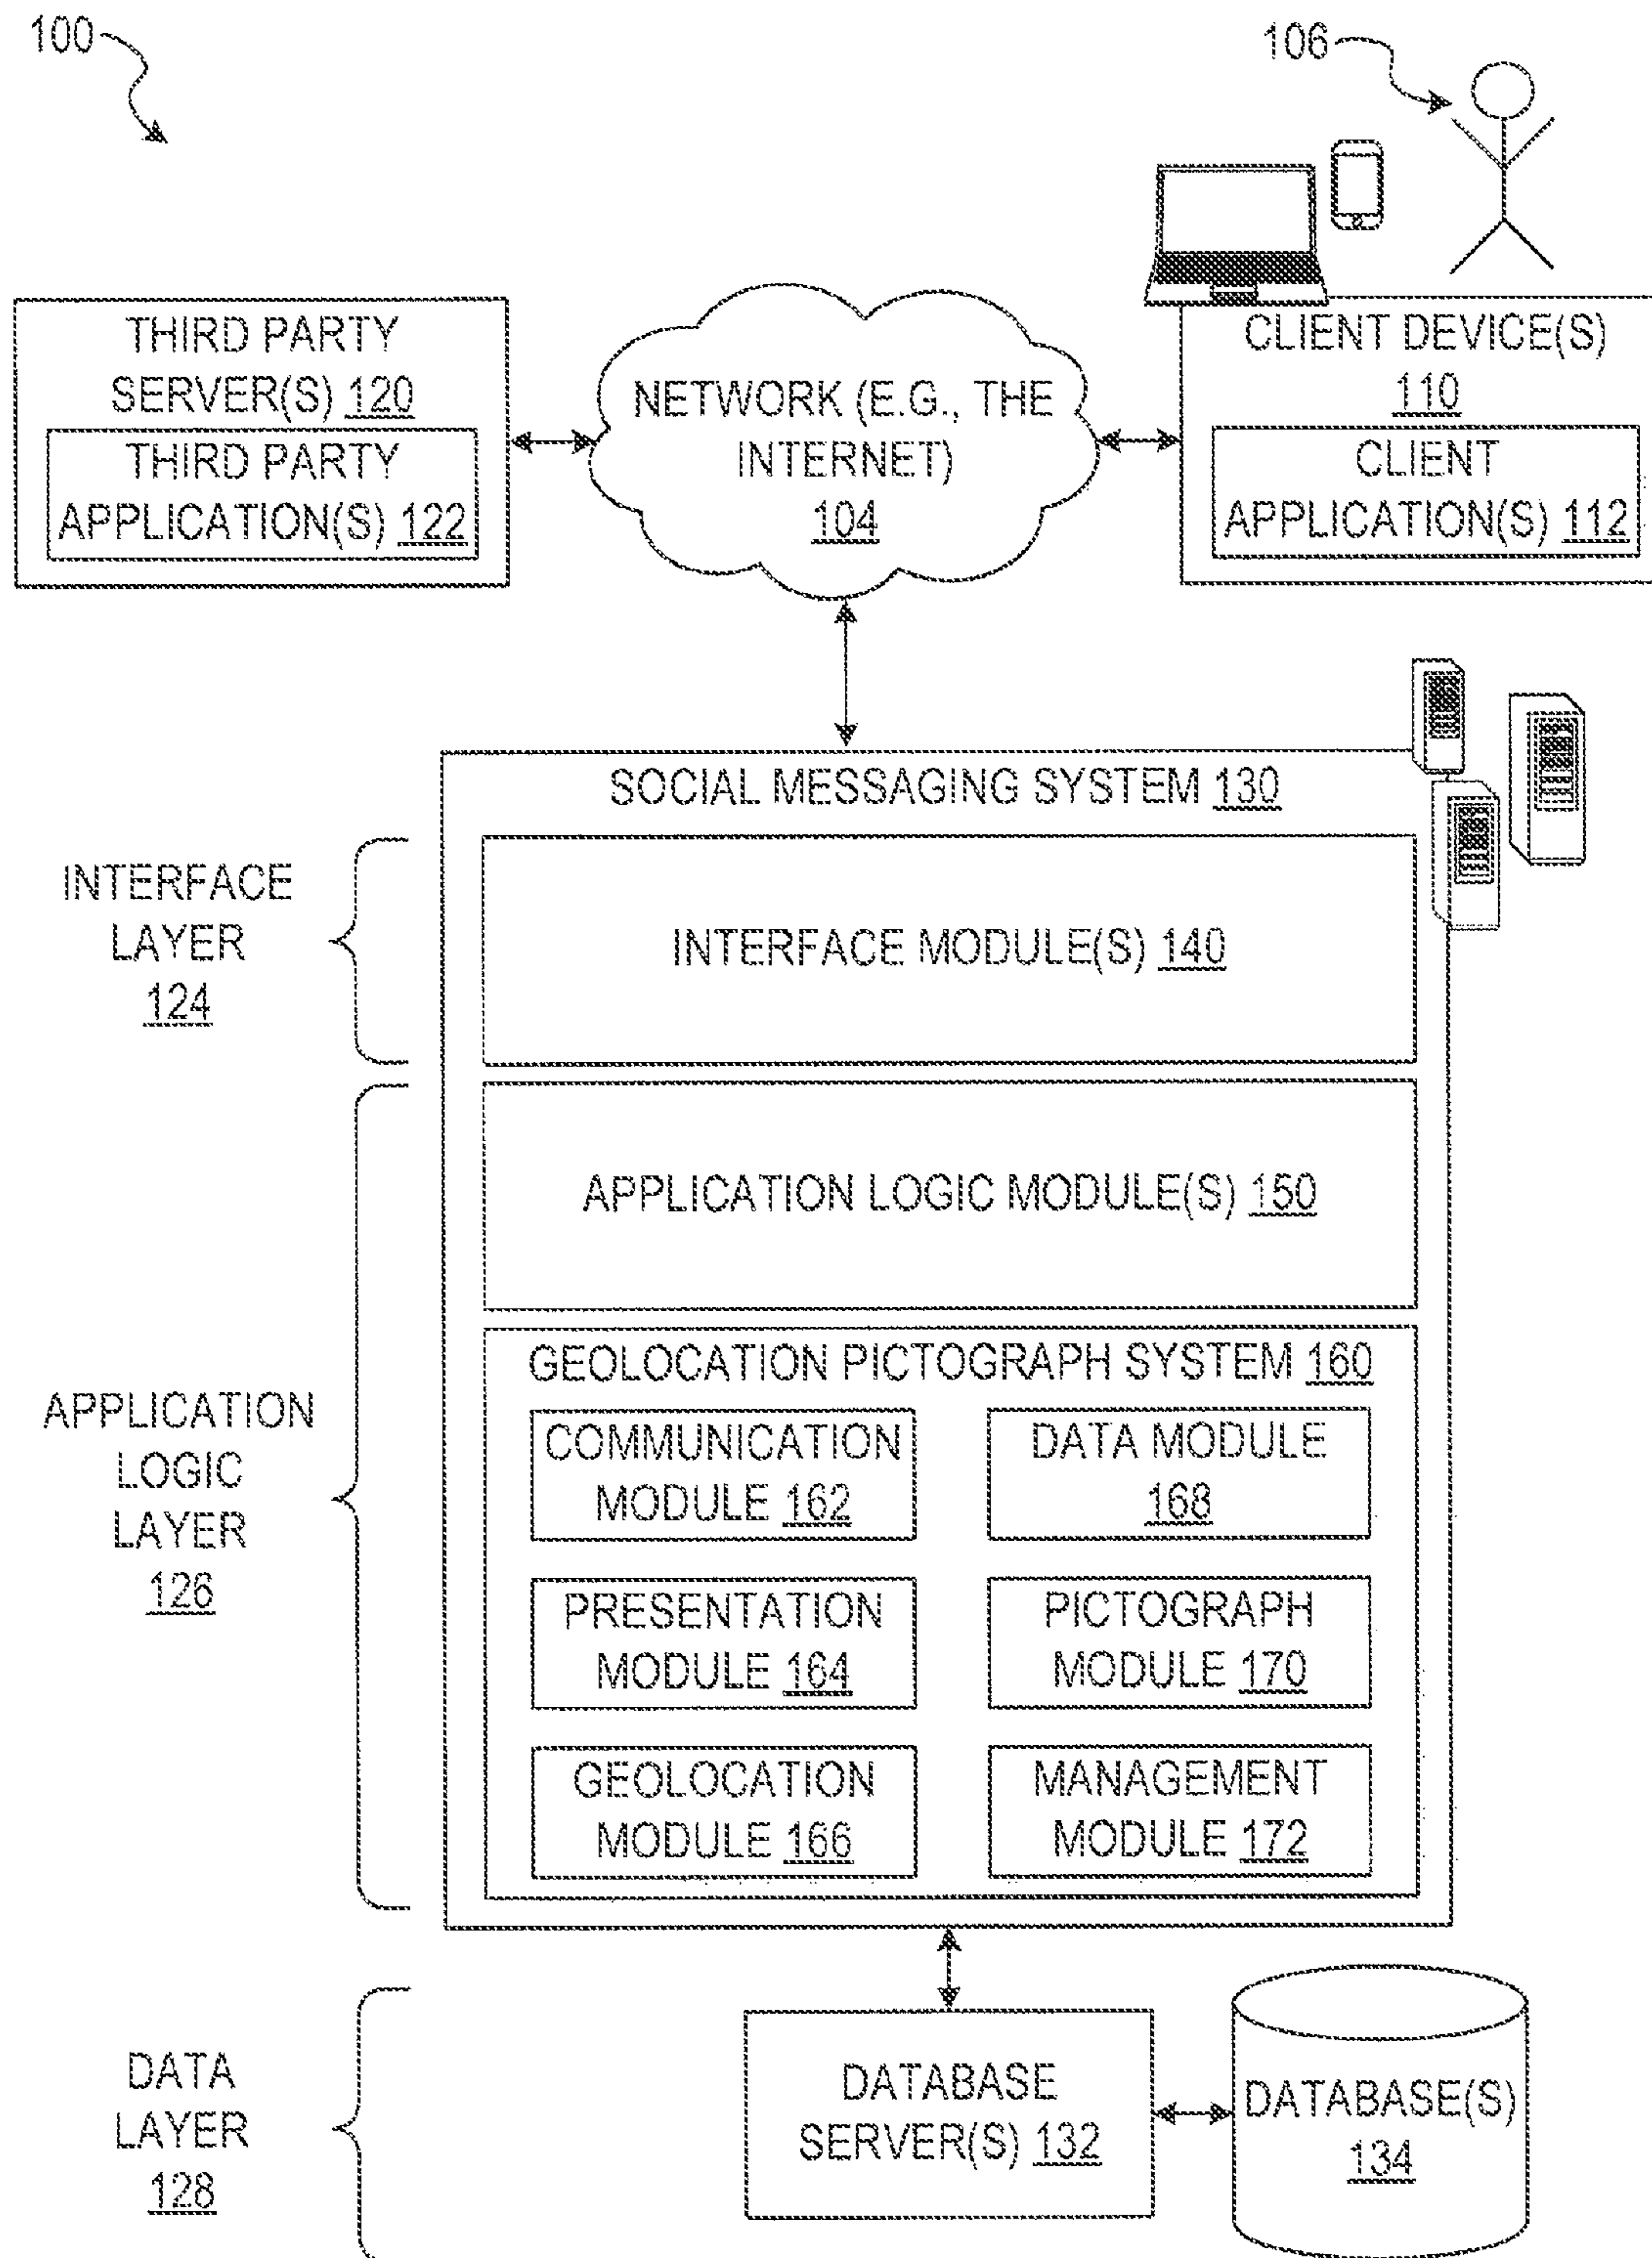 100
106
THIRD PARTY
SERVER(S) 120
THIRD PARTY
APPLICATION(S) 122
NETWORK (E.G., THE
INTERNET)
104
CLIENT DEVICE(S)
110
CLIENT
APPLICATION(S) 112
SOCIAL MESSAGING SYSTEM 130
INTERFACE
LAYER
124
INTERFACE MODULE(S) 140
APPLICATION LOGIC MODULE(S) 150
APPLICATION
LOGIC
LAYER
126
GEOLOCATION PICTOGRAPH SYSTEM 160
COMMUNICATION
MODULE 162
DATA MODULE
168
PRESENTATION
MODULE 164
PICTOGRAPH
MODULE 170
GEOLOCATION
MODULE 166
MANAGEMENT
MODULE 172
DATA
LAYER
128
DATABASE
SERVER(S) 132
DATABASE(S)
134